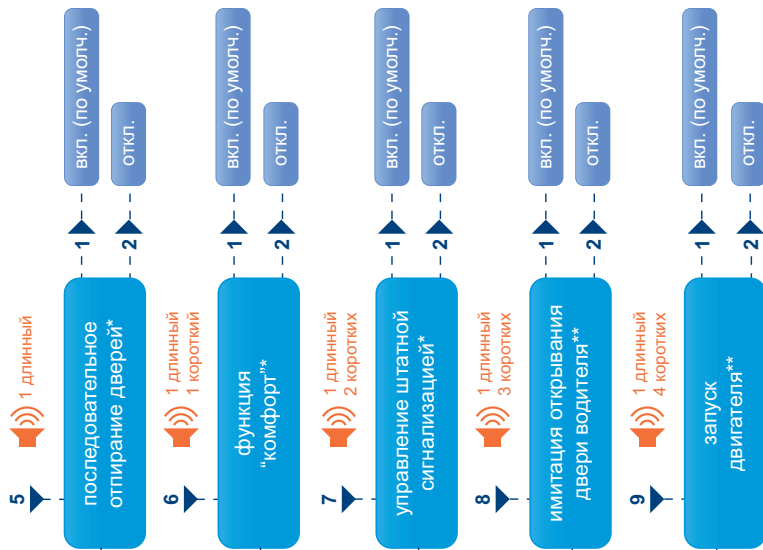 5
1 длинный
последовательное
отпирание дверей*
1
вкл. (по умолч.)
2
откл.
6
1 длинный
1 короткий
функция
“комфорт”*
1
вкл. (по умолч.)
2
откл.
7
1 длинный
2 коротких
управление штатной
сигнализацией*
1
вкл. (по умолч.)
2
откл.
8
1 длинный
3 коротких
имитация открывания
двери водителя**
1
вкл. (по умолч.)
2
откл.
9
1 длинный
4 коротких
запуск
двигателя**
1
вкл. (по умолч.)
2
откл.